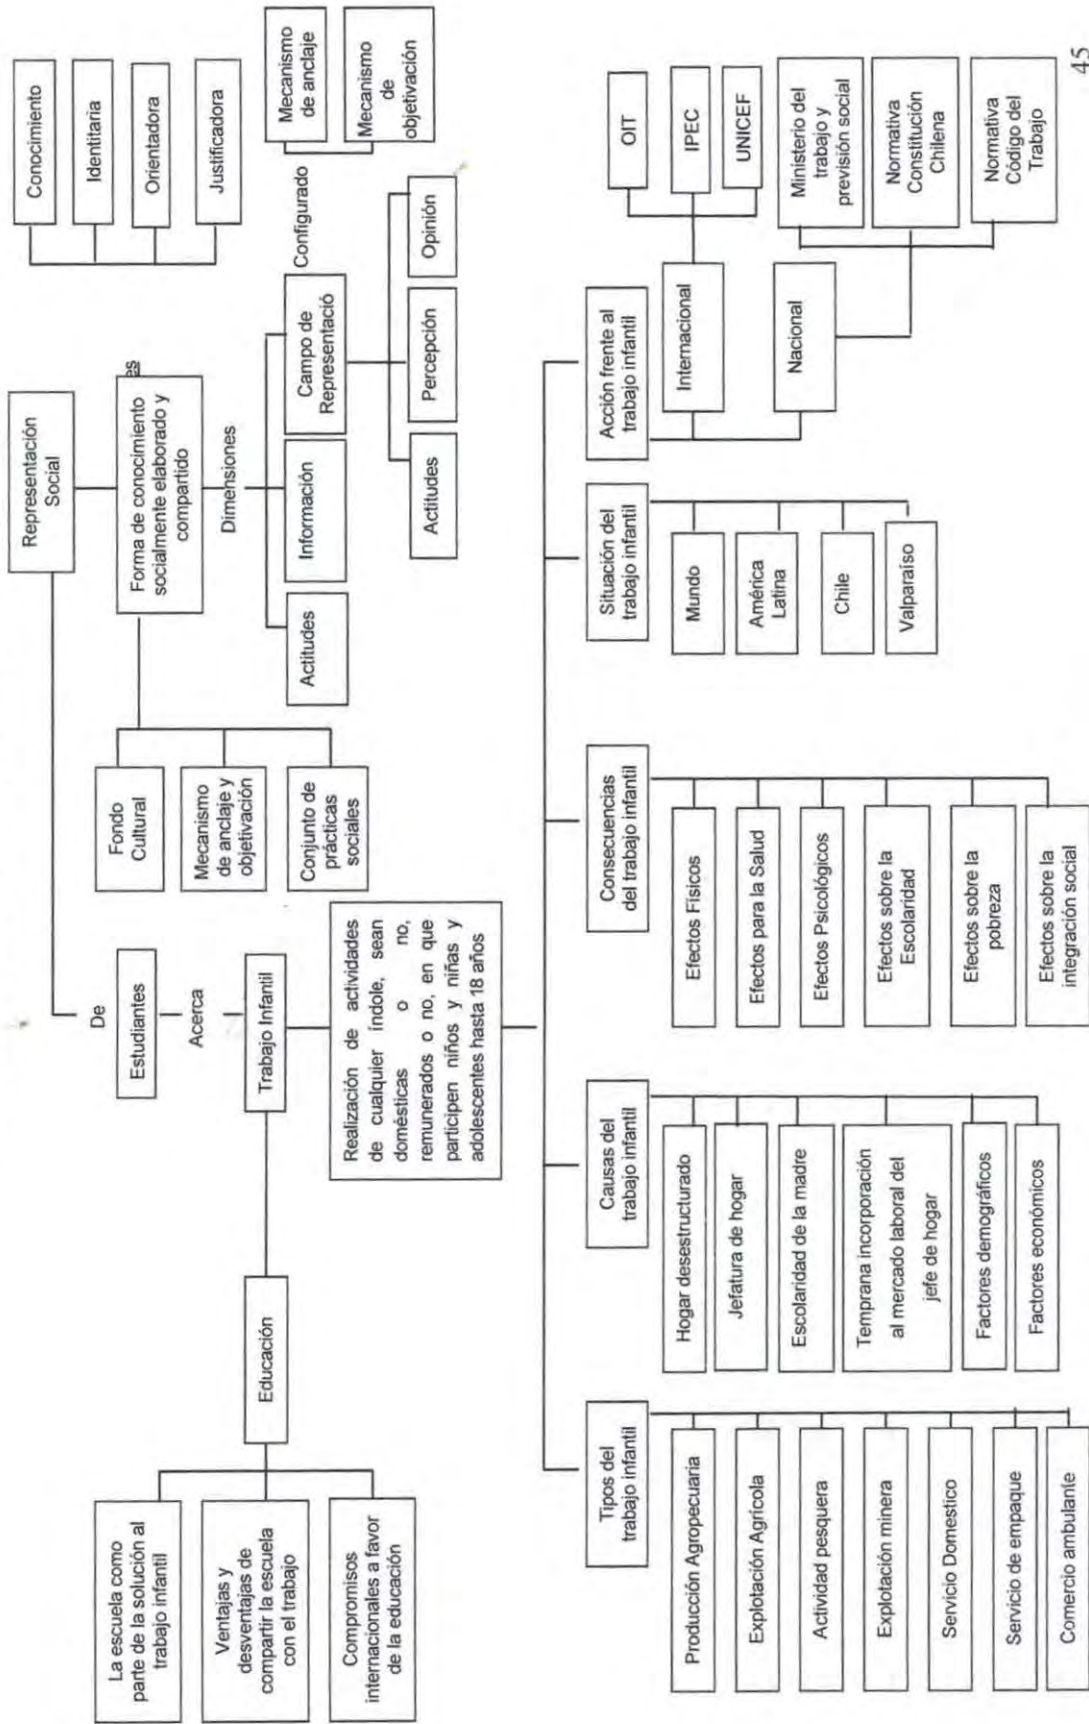 Representación
Social
Conocimiento
Identitaria
Orientadora
Justificadora
es
Forma de conocimiento
socialmente elaborado y
compartido
Fondo
Cultural
Mecanismo
de anclaje y
objetivación
Conjunto de
prácticas
sociales
Dimensiones
Actitudes
Información
Campo de
Representació
Configurado
Mecanismo
de anclaje
Mecanismo
de
objetivación
Actitudes
Percepción
Opinión
De
Estudiantes
Acerca
Trabajo Infantil
Educación
La escuela como
parte de la solución al
trabajo infantil
Ventajas y
desventajas de
compartir la escuela
con el trabajo
Compromisos
internacionales a favor
de la educación
Realización de actividades
de cualquier índole, sean
domésticas o no,
remunerados o no, en que
participen niños y niñas y
adolescentes hasta 18 años
Tipos del
trabajo infantil
Producción Agropecuaria
Explotación Agrícola
Actividad pesquera
Explotación minera
Servicio Domestico
Servicio de empaque
Comercio ambulante
Causas del
trabajo infantil
Hogar desestructurado
Jefatura de hogar
Escolaridad de la madre
Temprana incorporación
al mercado laboral del
jefe de hogar
Factores demográficos
Factores económicos
Consecuencias
del trabajo infantil
Efectos Físicos
Efectos para la Salud
Efectos Psicológicos
Efectos sobre la
Escolaridad
Efectos sobre la
pobreza
Efectos sobre la
integración social
Situación del
trabajo infantil
Mundo
América
Latina
Chile
Valparaíso
Acción frente al
trabajo infantil
Internacional
OIT
IPEC
UNICEF
Nacional
Ministerio del
trabajo y
previsión social
Normativa
Constitución
Chilena
Normativa
Código del
Trabajo
45